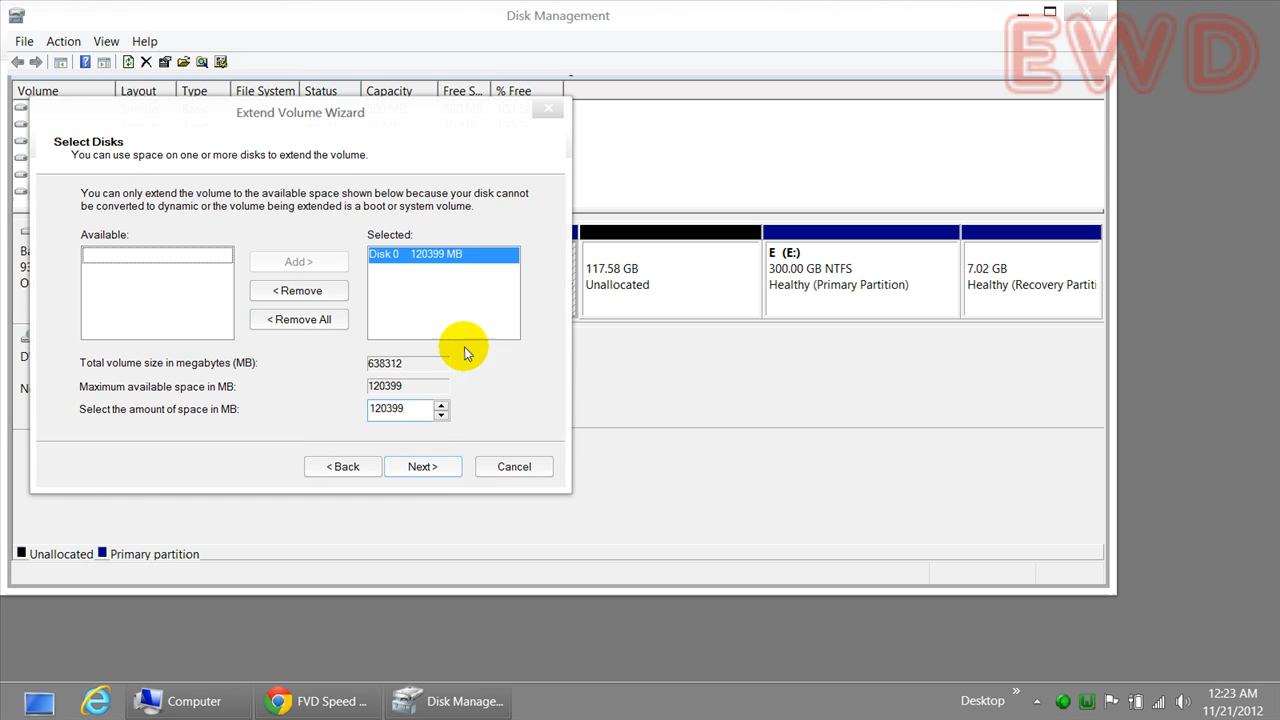 Disk Management
EWD
File Action View Help
Volume Layout Type File System Status Capacity Free S... % Free
Extend Volume Wizard
Select Disks
You can use space on one or more disks to extend the volume.
You can only extend the volume to the available space shown below because your disk cannot
be converted to dynamic or the volume being extended is a boot or system volume.
Available:
Selected:
Disk 0 120399 MB
Add >
< Remove
< Remove All
Total volume size in megabytes (MB): 638312
Maximum available space in MB: 120399
Select the amount of space in MB: 120399
< Back Next > Cancel
Ba
93
O
117.58 GB
Unallocated
E (E:)
300.00 GB NTFS
Healthy (Primary Partition)
7.02 GB
Healthy (Recovery Partiti
D'
No
Unallocated Primary partition
Computer
FVD Speed ...
Disk Manage...
Desktop
12:23 AM
11/21/2012